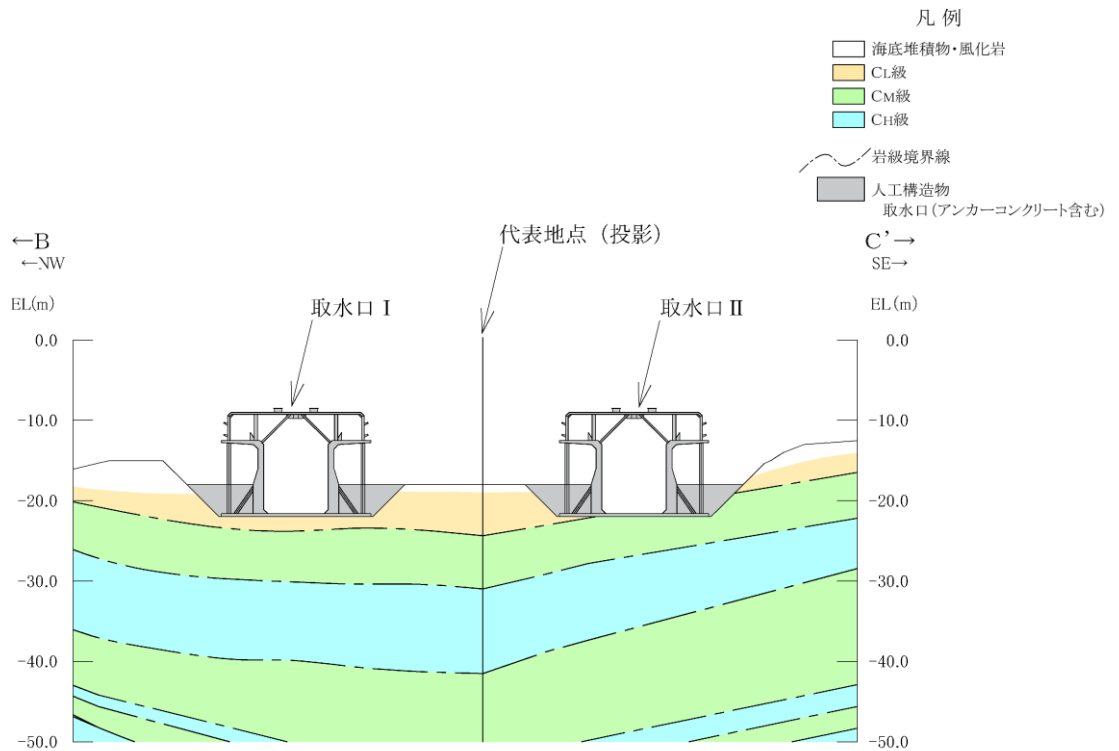 凡 例
海底堆積物・風化岩
CL級
CM級
CH級
岩級境界線
人工構造物
取水口(アンカーコンクリート含む)
←B
←NW
代表地点（投影）
C’→
SE→
EL(m)
取水口 I
取水口 II
EL(m)
0.0
0.0
-10.0
-10.0
-20.0
-20.0
-30.0
-30.0
-40.0
-40.0
-50.0
-50.0